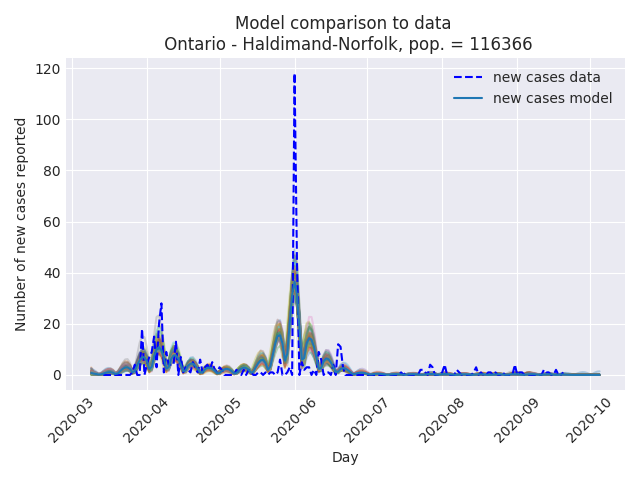 Model comparison to data
Ontario - Haldimand-Norfolk, pop. = 116366
new cases data
new cases model
Number of new cases reported
120
100
80
60
40
20
0
2020-03
2020-04
2020-05
2020-06
2020-07
2020-08
2020-09
2020-10
Day